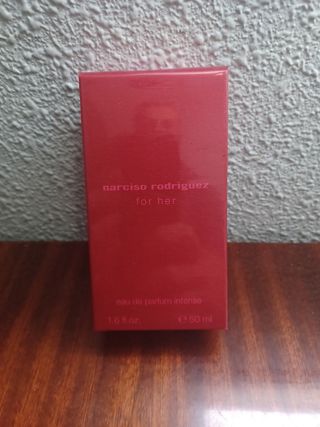 narciso rodriguez
for her
eau de parfum intense
1.6 fl.oz. ℮ 50 ml